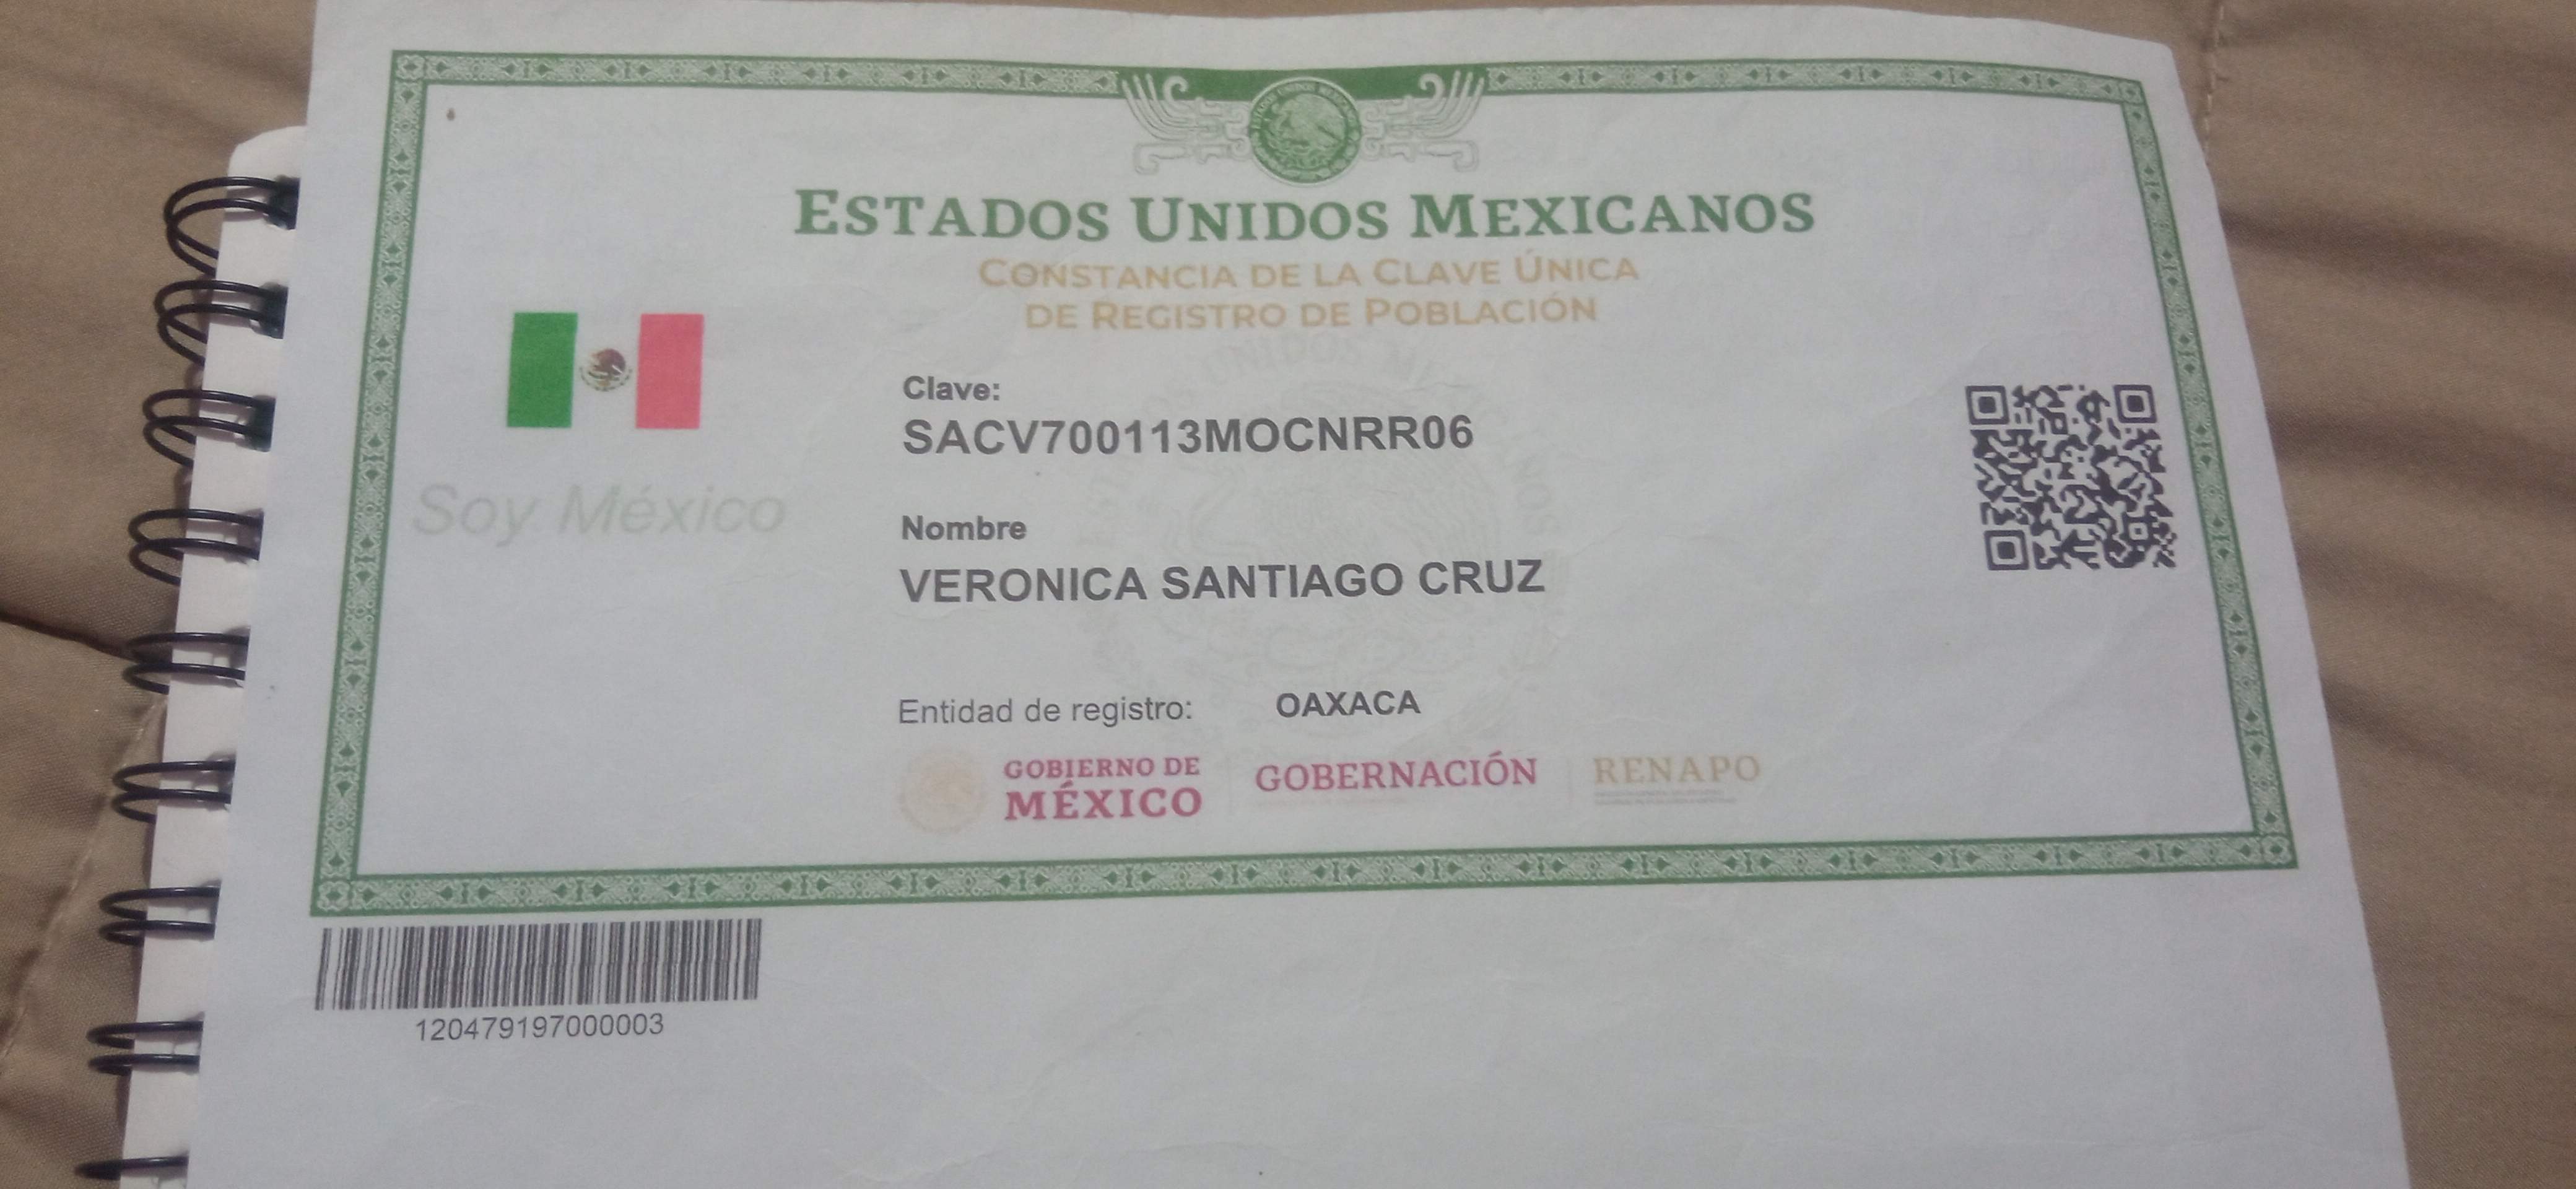 ESTADOS UNIDOS MEXICANOS
CONSTANCIA DE LA CLAVE ÚNICA
DE REGISTRO DE POBLACIÓN
Soy México
Clave:
SACV700113MOCNRR06
Nombre
VERONICA SANTIAGO CRUZ
Entidad de registro: OAXACA
GOBIERNO DE
MÉXICO
GOBERNACIÓN
RENAPO
120479197000003